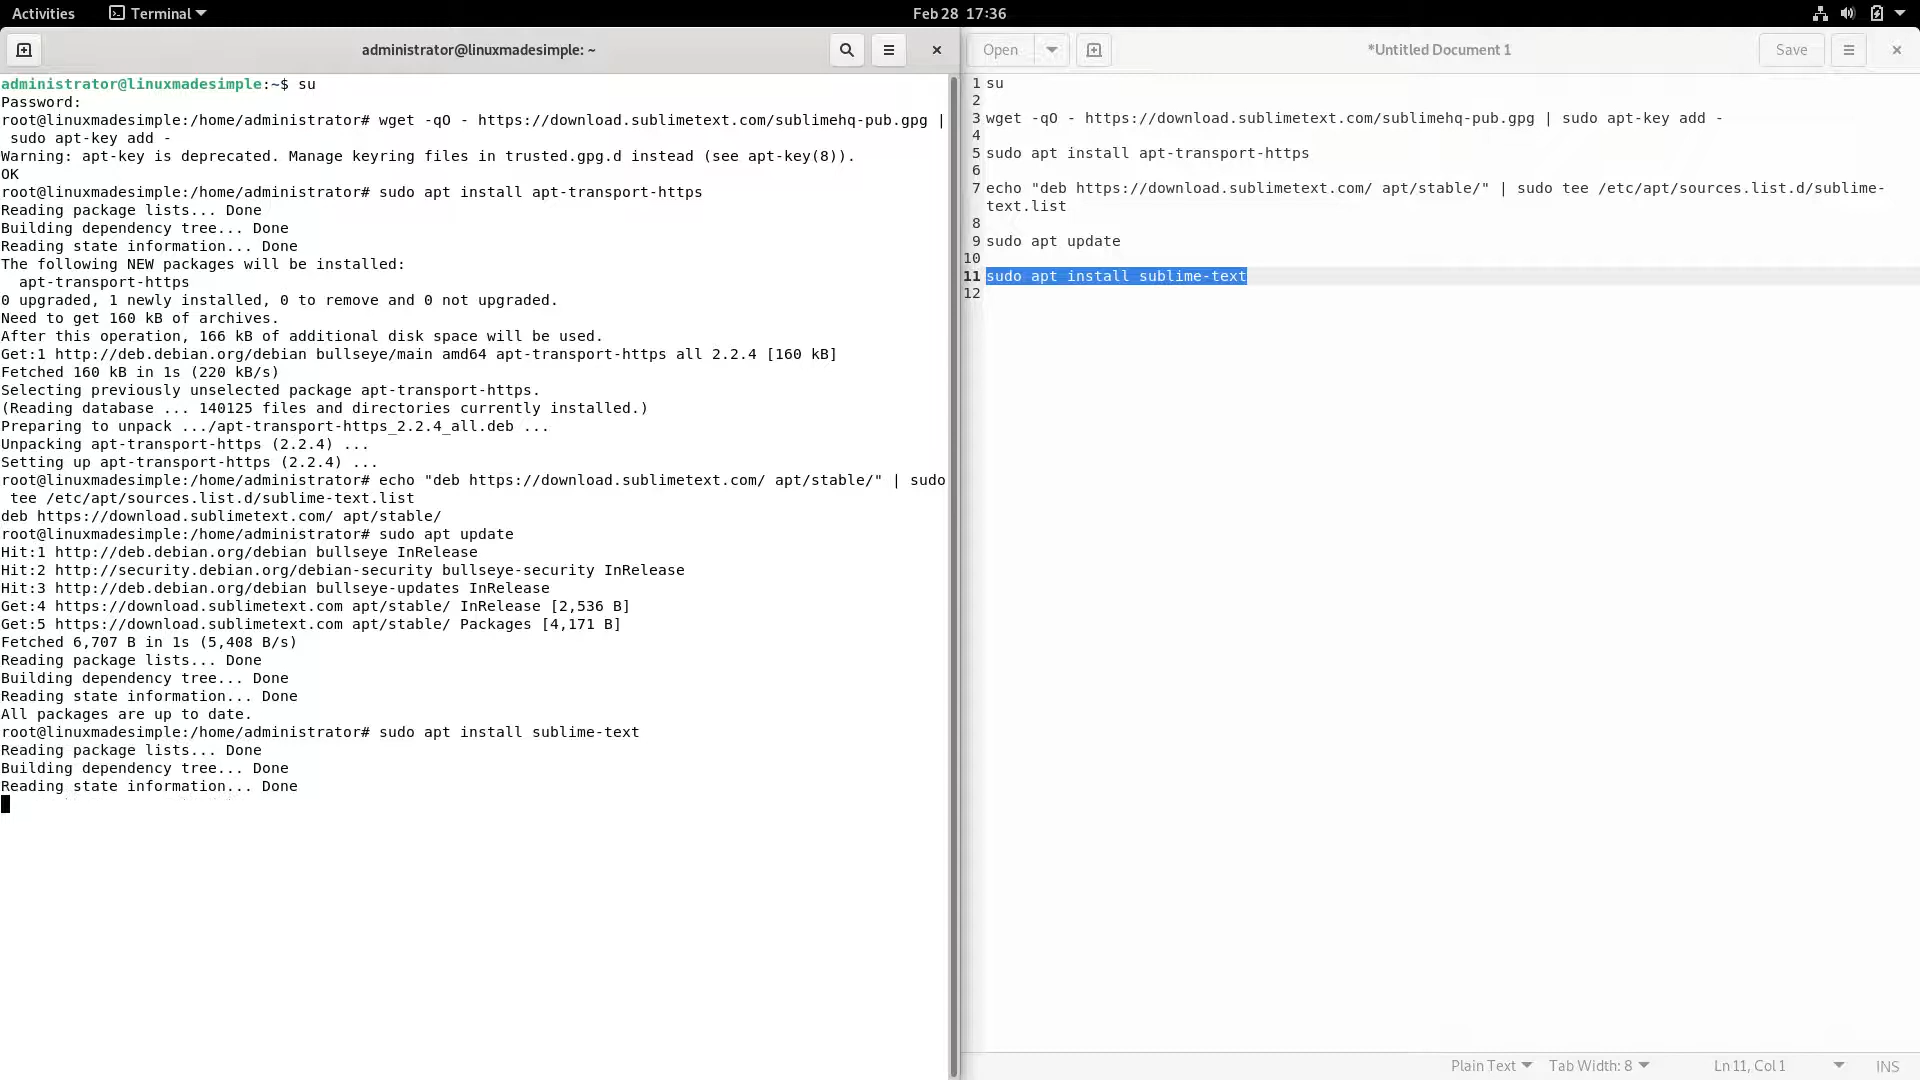 Activities
Terminal
Feb 28 17:36
administrator@linuxmadesimple: ~
administrator@linuxmadesimple:~$ su
Password:
root@linuxmadesimple:/home/administrator# wget -qO - https://download.sublimetext.com/sublimehq-pub.gpg |
 sudo apt-key add -
Warning: apt-key is deprecated. Manage keyring files in trusted.gpg.d instead (see apt-key(8)).
OK
root@linuxmadesimple:/home/administrator# sudo apt install apt-transport-https
Reading package lists... Done
Building dependency tree... Done
Reading state information... Done
The following NEW packages will be installed:
  apt-transport-https
0 upgraded, 1 newly installed, 0 to remove and 0 not upgraded.
Need to get 160 kB of archives.
After this operation, 166 kB of additional disk space will be used.
Get:1 http://deb.debian.org/debian bullseye/main amd64 apt-transport-https all 2.2.4 [160 kB]
Fetched 160 kB in 1s (220 kB/s)
Selecting previously unselected package apt-transport-https.
(Reading database ... 140125 files and directories currently installed.)
Preparing to unpack .../apt-transport-https_2.2.4_all.deb ...
Unpacking apt-transport-https (2.2.4) ...
Setting up apt-transport-https (2.2.4) ...
root@linuxmadesimple:/home/administrator# echo "deb https://download.sublimetext.com/ apt/stable/" | sudo
 tee /etc/apt/sources.list.d/sublime-text.list
deb https://download.sublimetext.com/ apt/stable/
root@linuxmadesimple:/home/administrator# sudo apt update
Hit:1 http://deb.debian.org/debian bullseye InRelease
Hit:2 http://security.debian.org/debian-security bullseye-security InRelease
Hit:3 http://deb.debian.org/debian bullseye-updates InRelease
Get:4 https://download.sublimetext.com apt/stable/ InRelease [2,536 B]
Get:5 https://download.sublimetext.com apt/stable/ Packages [4,171 B]
Fetched 6,707 B in 1s (5,408 B/s)
Reading package lists... Done
Building dependency tree... Done
Reading state information... Done
All packages are up to date.
root@linuxmadesimple:/home/administrator# sudo apt install sublime-text
Reading package lists... Done
Building dependency tree... Done
Reading state information... Done
Open
*Untitled Document 1
Save
1 su
2
3 wget -qO - https://download.sublimetext.com/sublimehq-pub.gpg | sudo apt-key add -
4
5 sudo apt install apt-transport-https
6
7 echo "deb https://download.sublimetext.com/ apt/stable/" | sudo tee /etc/apt/sources.list.d/sublime-
text.list
8
9 sudo apt update
10
11 sudo apt install sublime-text
12
Plain Text
Tab Width: 8
Ln 11, Col 1
INS